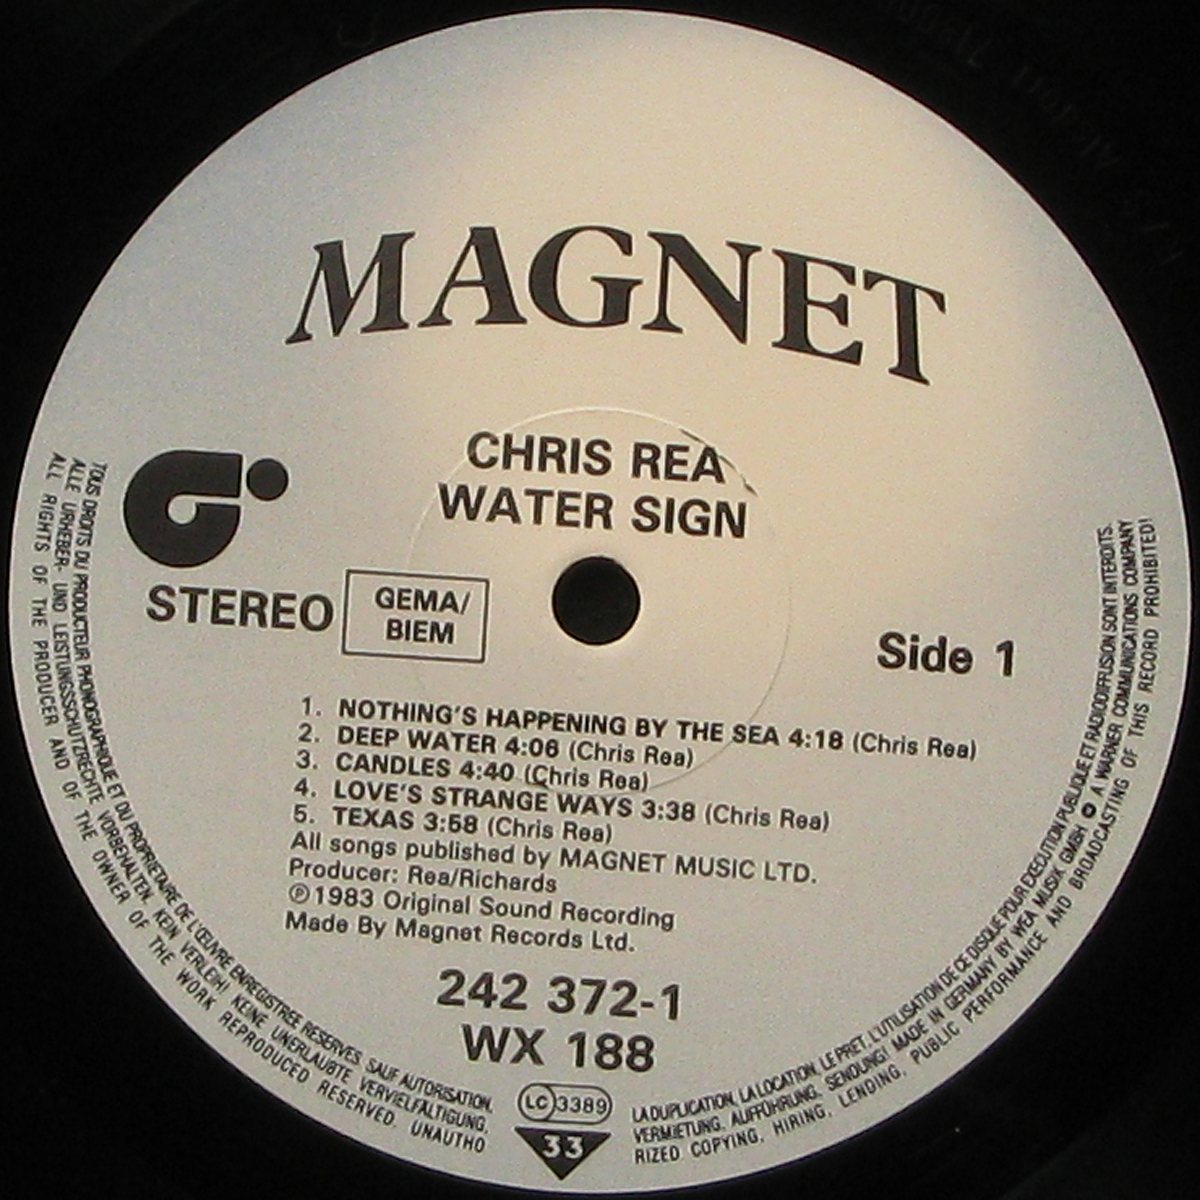 MAGNET
CHRIS REA
WATER SIGN
STEREO
GEMA/
BIEM
Side 1
1. NOTHING'S HAPPENING BY THE SEA 4:18 (Chris Rea)
2. DEEP WATER 4:06 (Chris Rea)
3. CANDLES 4:40 (Chris Rea)
4. LOVE'S STRANGE WAYS 3:38 (Chris Rea)
5. TEXAS 3:58 (Chris Rea)
All songs published by MAGNET MUSIC LTD.
Producer: Rea/Richards
Ⓟ1983 Original Sound Recording
Made By Magnet Records Ltd.
242 372-1
WX 188
LC 3389
33
TOUS DROITS DU PRODUCTEUR PHONOGRAPHIQUE ET DU PROPRIETAIRE DE L'ŒUVRE ENREGISTREE RESERVES. SAUF AUTORISATION, LA DUPLICATION, LA LOCATION, LE PRET, L'UTILISATION DE CE DISQUE POUR EXECUTION PUBLIQUE ET RADIODIFFUSION SONT INTERDITS.
ALLE URHEBER- UND LEISTUNGSSCHUTZRECHTE VORBEHALTEN. KEIN VERLEIH! KEINE UNERLAUBTE VERVIELFÄLTIGUNG, VERMIETUNG, AUFFÜHRUNG, SENDUNG! MADE IN GERMANY BY WEA MUSIK GMBH A WARNER COMMUNICATIONS COMPANY
ALL RIGHTS OF THE PRODUCER AND OF THE OWNER OF THE WORK REPRODUCED RESERVED. UNAUTHORIZED COPYING, HIRING, LENDING, PUBLIC PERFORMANCE AND BROADCASTING OF THIS RECORD PROHIBITED!